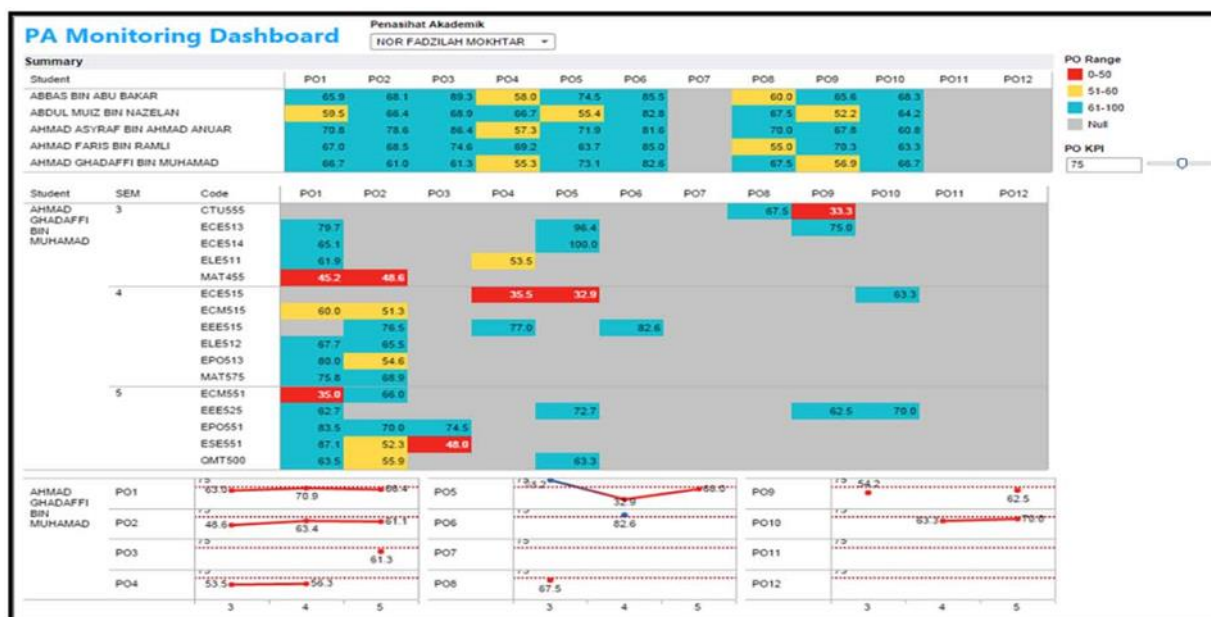 PA Monitoring Dashboard
Penasihat Akademik
NOR FADZILAH MOKHTAR
Summary
Student PO1 PO2 PO3 PO4 PO5 PO6 PO7 PO8 PO9 PO10 PO11 PO12
ABBAS BIN ABU BAKAR 65.9 68.1 89.3 58.0 74.5 85.5 60.0 65.6 68.3
ABDUL MUIZ BIN NAZELAN 59.5 66.4 68.9 66.7 55.4 82.8 67.5 52.2 64.2
AHMAD ASYRAF BIN AHMAD ANUAR 70.8 78.6 86.4 57.3 71.9 81.6 70.0 67.8 60.8
AHMAD FARIS BIN RAMLI 67.0 68.5 74.6 69.2 63.7 85.0 55.0 70.3 63.3
AHMAD GHADAFFI BIN MUHAMAD 66.7 61.0 61.3 55.3 73.1 82.6 67.5 56.9 66.7
PO Range
0-50
51-60
61-100
Null
PO KPI
75
Student SEM Code PO1 PO2 PO3 PO4 PO5 PO6 PO7 PO8 PO9 PO10 PO11 PO12
AHMAD GHADAFFI BIN MUHAMAD
3 CTU555 67.5 33.3
ECE513 79.7 96.4 75.0
ECE514 65.1 100.0
ELE511 61.9 53.5
MAT455 45.2 48.6
4 ECE515 35.5 32.9 63.3
ECM515 60.0 51.3
EEE515 76.5 77.0 82.6
ELE512 67.7 65.5
EPO513 80.0 54.6
MAT575 75.8 68.9
5 ECM551 35.0 66.0
EEE525 62.7 72.7 62.5 70.0
EPO551 83.5 70.0 74.5
ESE551 87.1 52.3 48.0
QMT500 63.5 55.9 63.3
AHMAD GHADAFFI BIN MUHAMAD
PO1 63.0 70.9 68.4
PO2 48.6 63.4 61.1
PO3 75 61.3
PO4 53.5 56.3
3 4 5
PO5 32.9 68.0
PO6 82.6
PO7 75
PO8 67.5
3 4 5
PO9 54.2 62.5
PO10 63.3 70.0
PO11 75
PO12
3 4 5